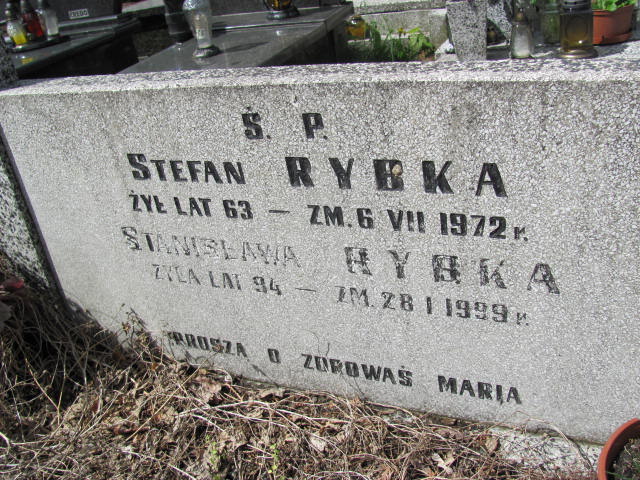 Ś. P.
STEFAN RYBKA
ŻYŁ LAT 63 — ZM. 6 VII 1972 R.
STANISŁAWA RYBKA
ŻYŁA LAT 94 — ZM. 28 I 1999 R.
PROSZĄ O ZDROWAŚ MARIA